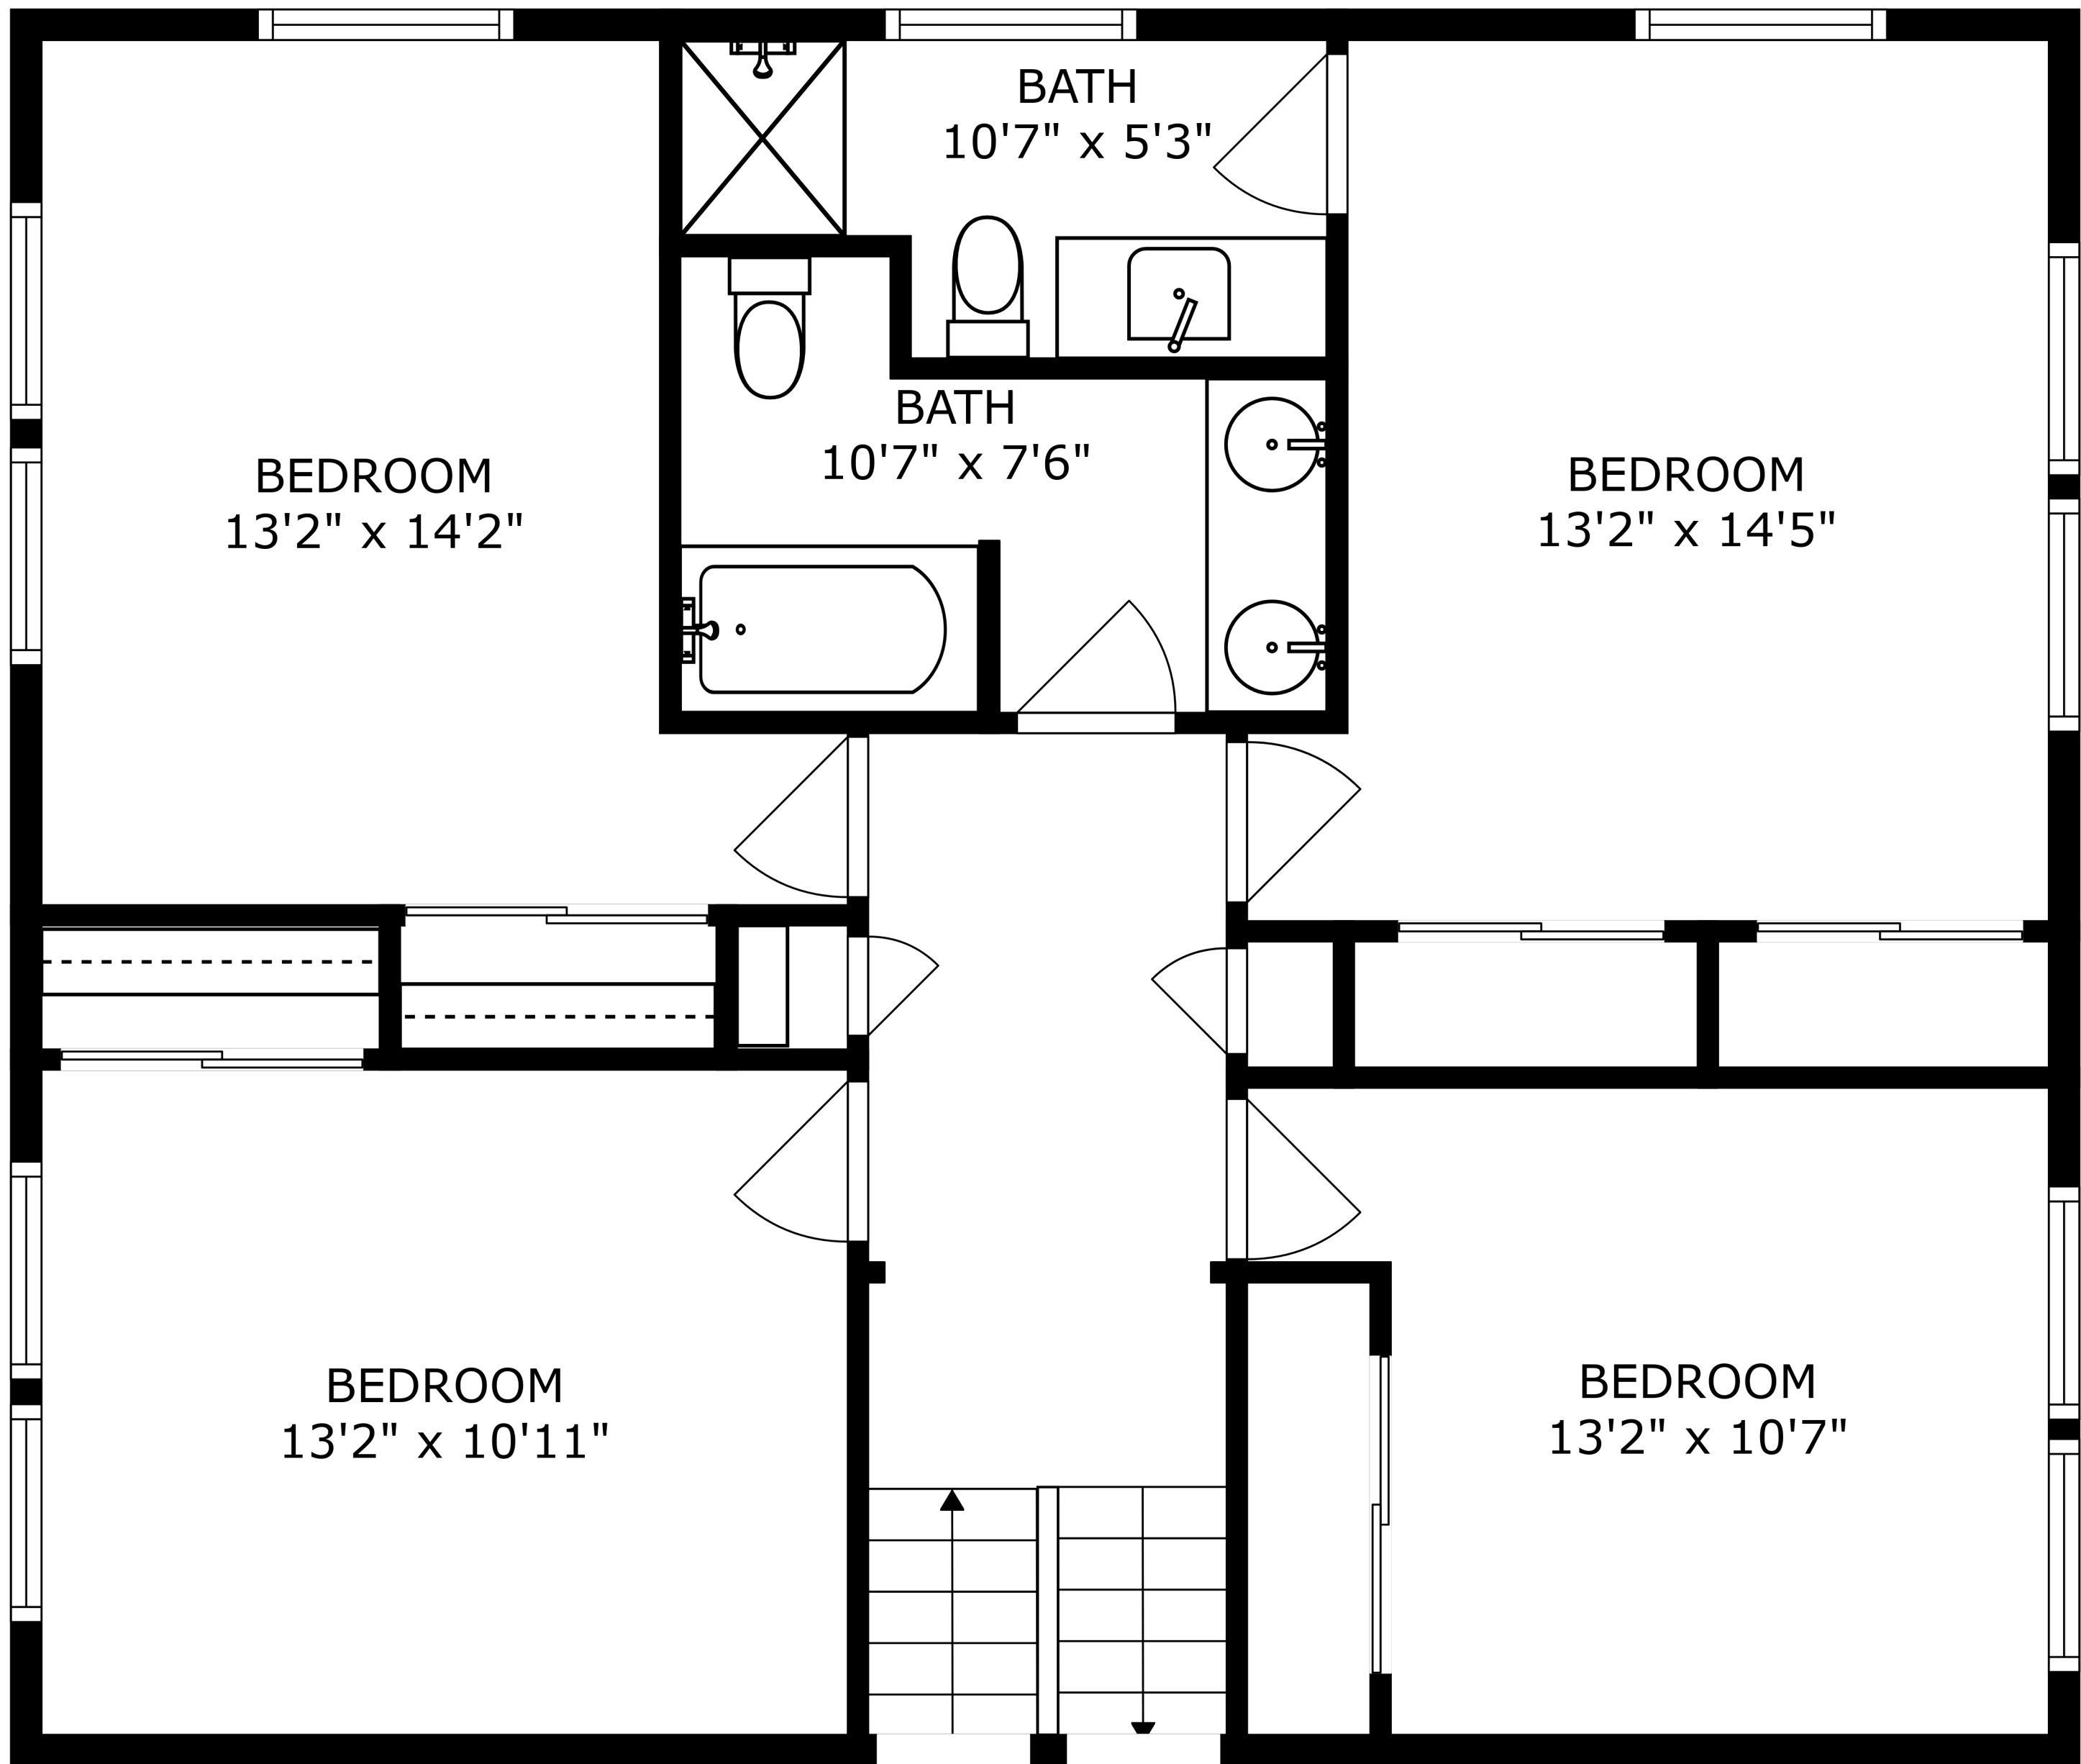 BATH
10'7" x 5'3"
BATH
10'7" x 7'6"
BEDROOM
13'2" x 14'2"
BEDROOM
13'2" x 14'5"
BEDROOM
13'2" x 10'11"
BEDROOM
13'2" x 10'7"